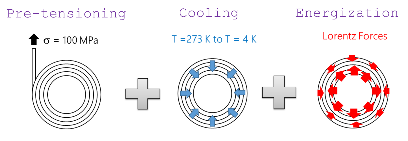 Pre-tensioning
Cooling
Energization
σ = 100 MPa
T =273 K to T = 4 K
Lorentz Forces